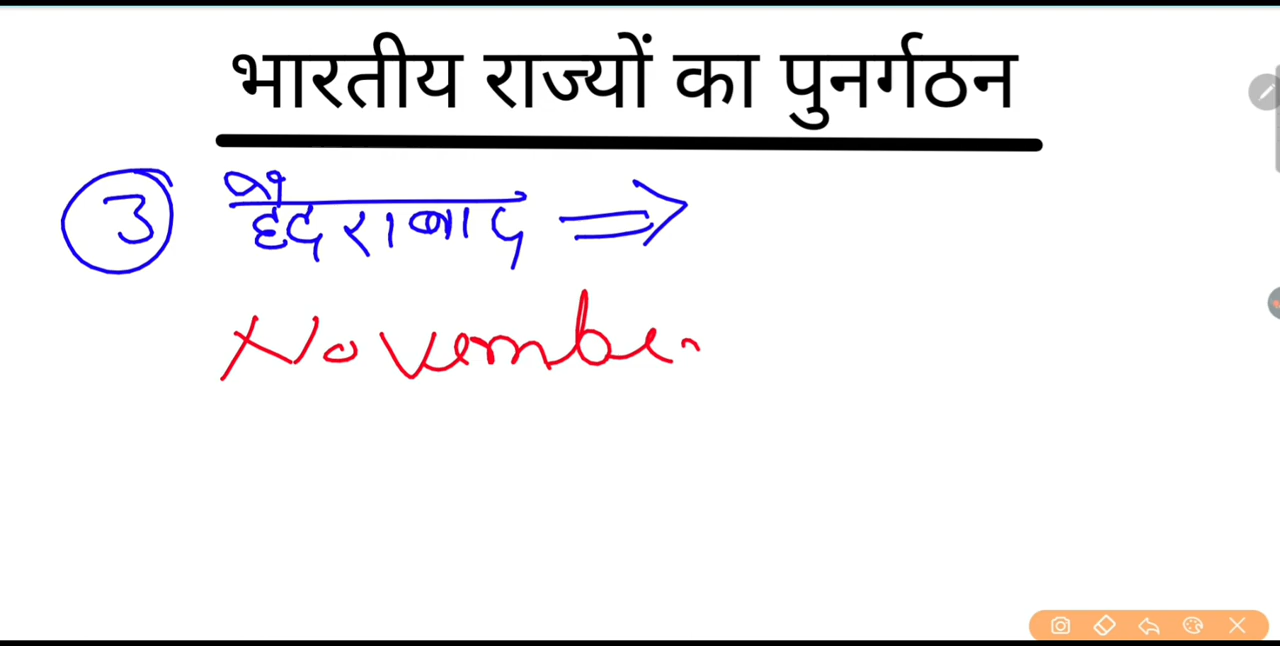 भारतीय राज्यों का पुनर्गठन
3 हैदराबाद ⇒
November